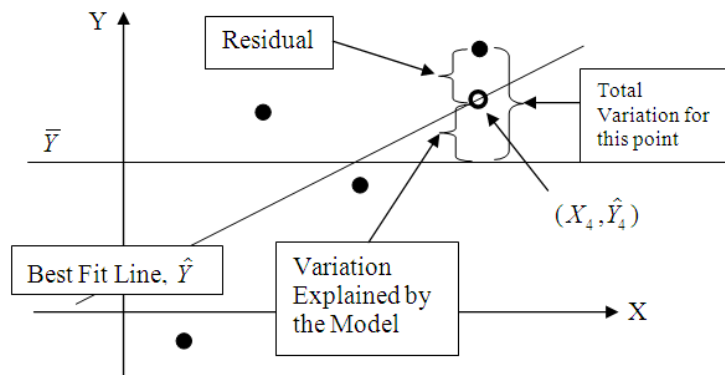 Y
Residual
Total
Variation for
this point
Y̅
(X₄, Ŷ₄)
Best Fit Line, Ŷ
Variation
Explained by
the Model
X